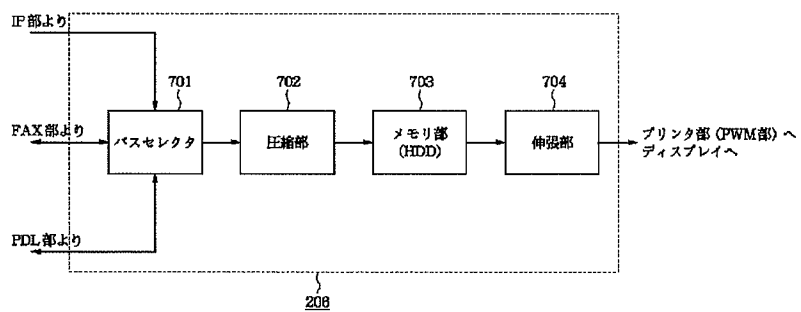 IP部より
701
702
703
704
FAX部より
バスセレクタ
圧縮部
メモリ部
(HDD)
伸張部
プリンタ部(PWM部)へ
ディスプレイへ
PDL部より
206